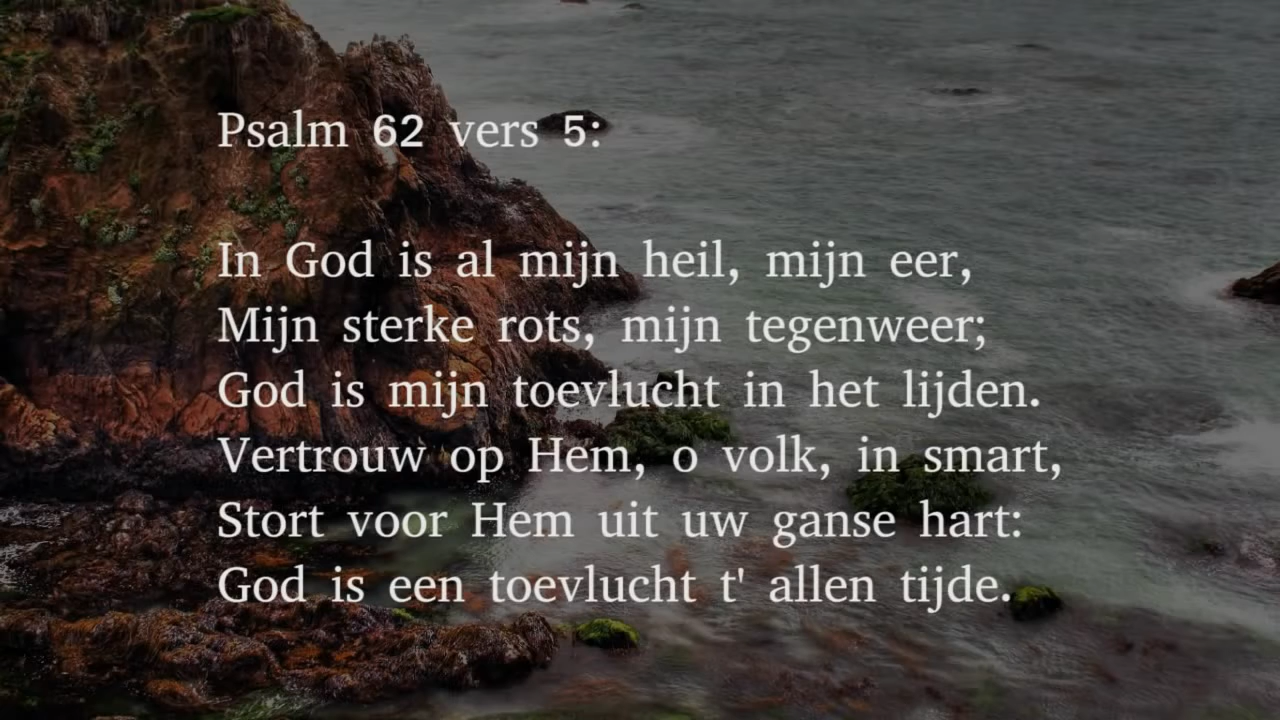 Psalm 62 vers 5:
In God is al mijn heil, mijn eer,
Mijn sterke rots, mijn tegenweer;
God is mijn toevlucht in het lijden.
Vertrouw op Hem, o volk, in smart,
Stort voor Hem uit uw ganse hart:
God is een toevlucht t' allen tijde.